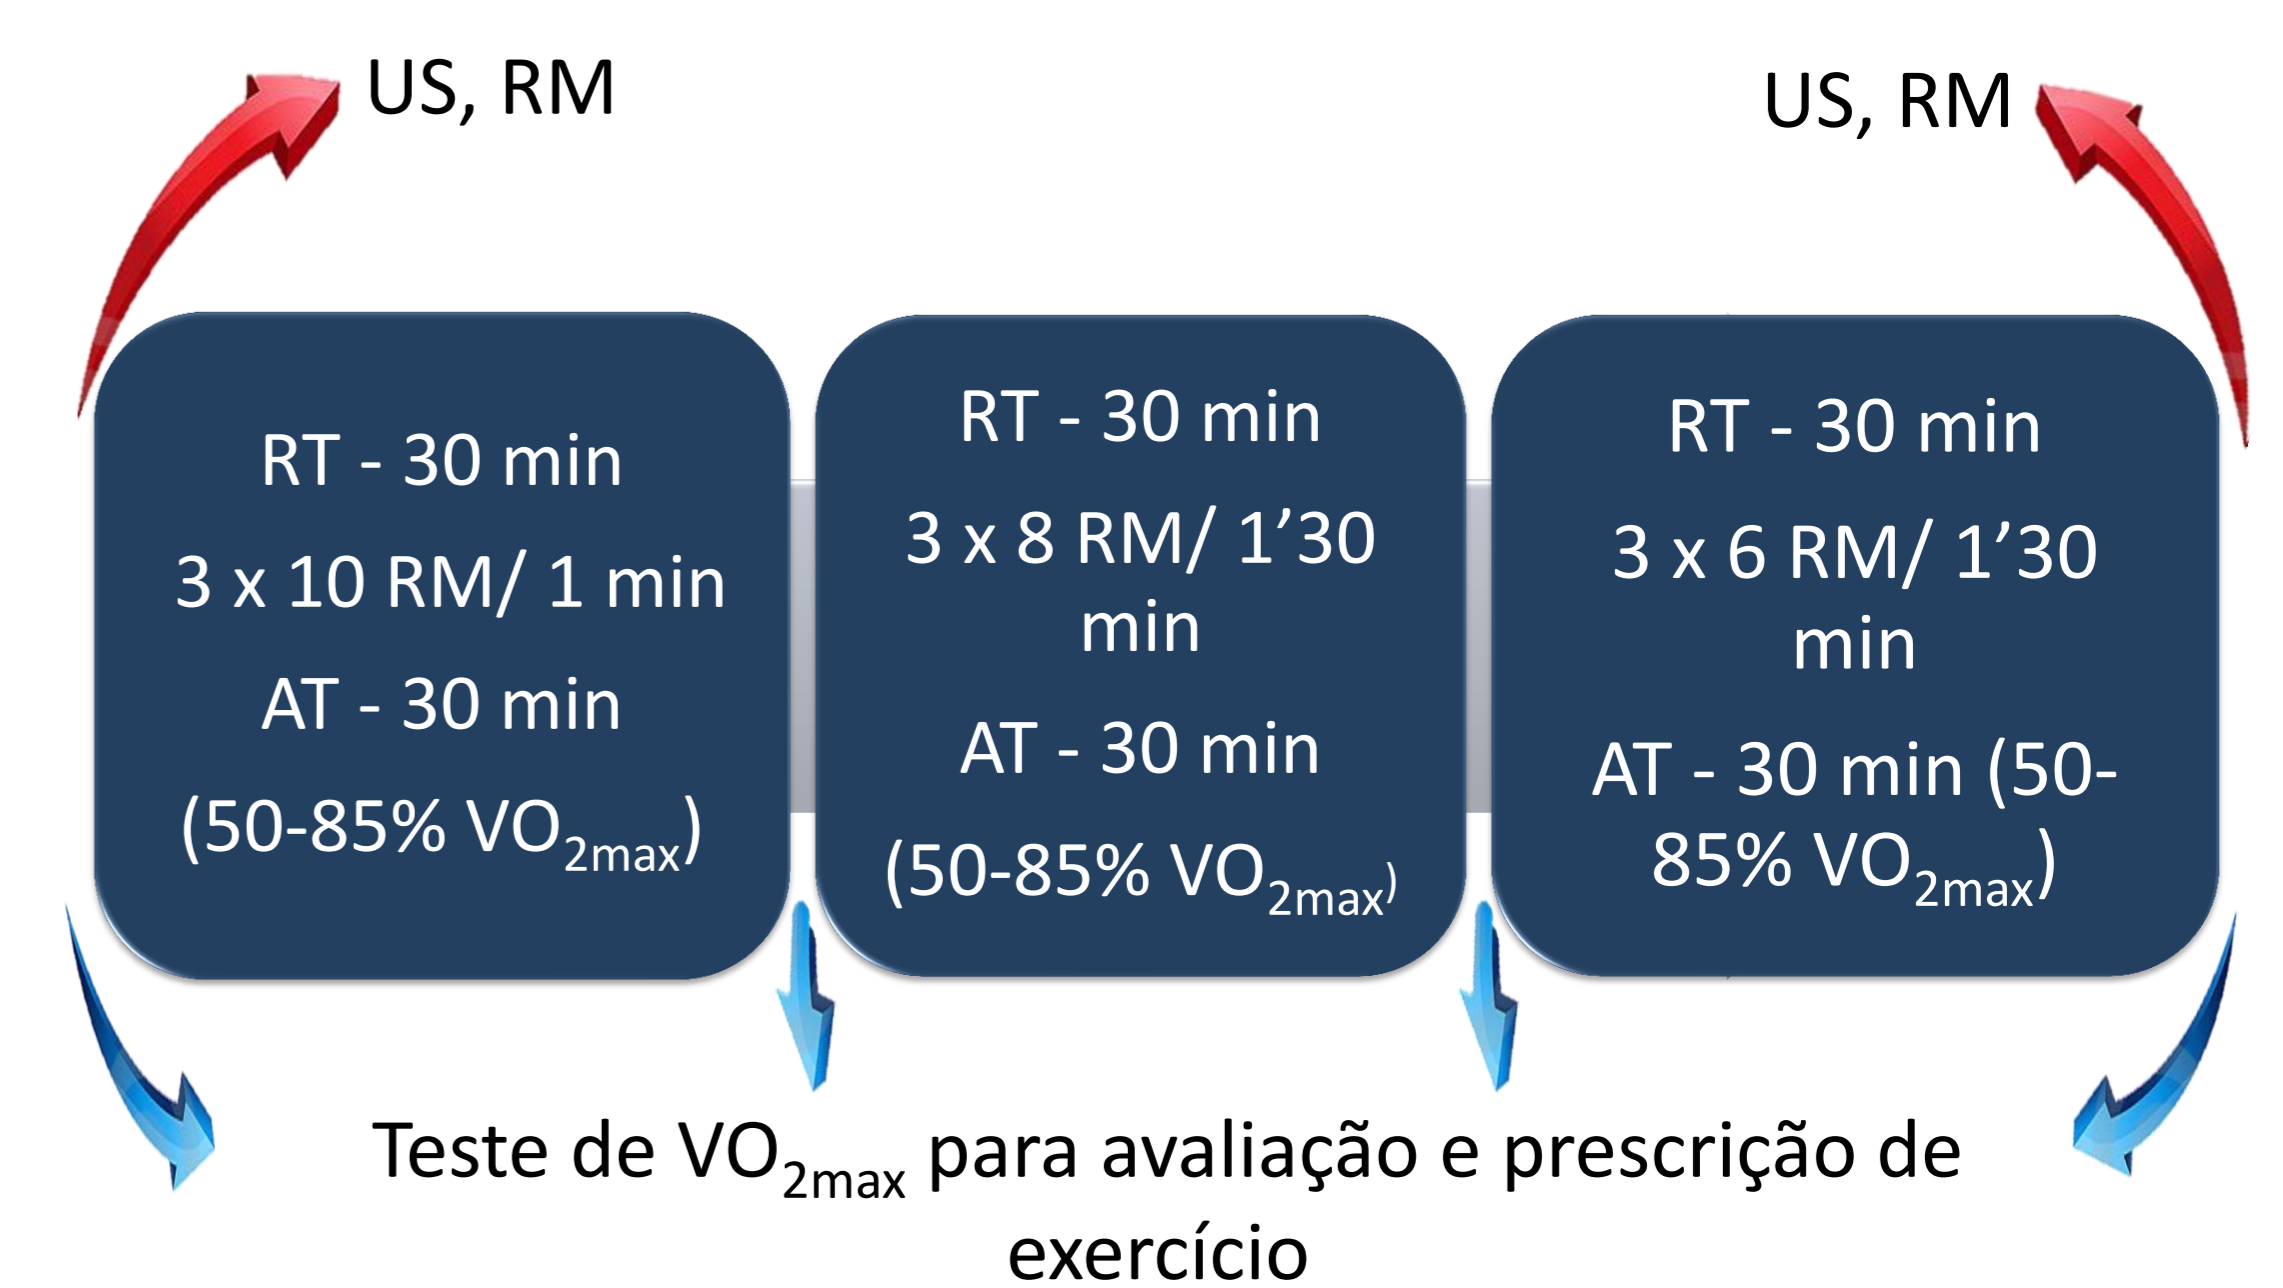 US, RM
US, RM
RT - 30 min
3 x 10 RM/ 1 min
AT - 30 min
(50-85% VO₂max)
RT - 30 min
3 x 8 RM/ 1’30
min
AT - 30 min
(50-85% VO₂max)
RT - 30 min
3 x 6 RM/ 1’30
min
AT - 30 min (50-
85% VO₂max)
Teste de VO₂max para avaliação e prescrição de
exercício